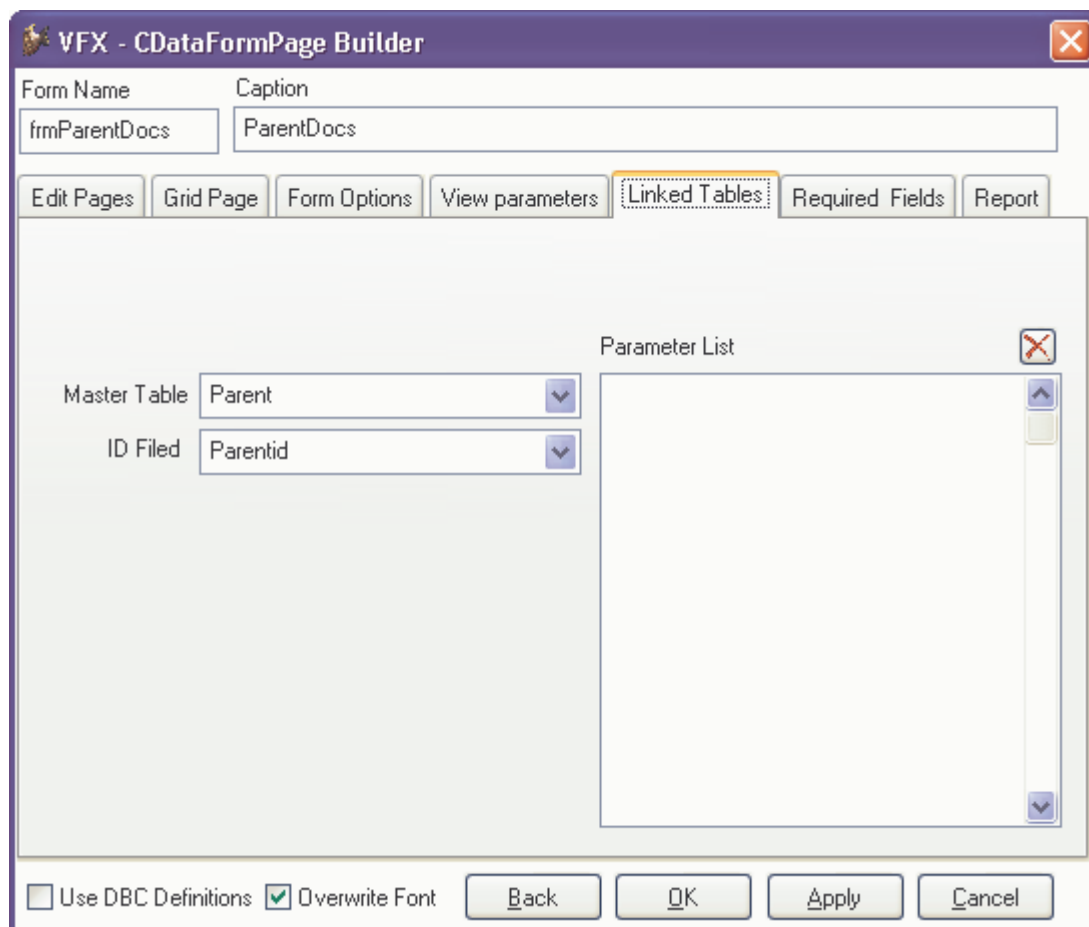 VFX - CDataFormPage Builder
Form Name Caption
frmParentDocs ParentDocs
Edit Pages Grid Page Form Options View parameters Linked Tables Required Fields Report
Parameter List
Master Table Parent
ID Filed Parentid
Use DBC Definitions Overwrite Font Back OK Apply Cancel